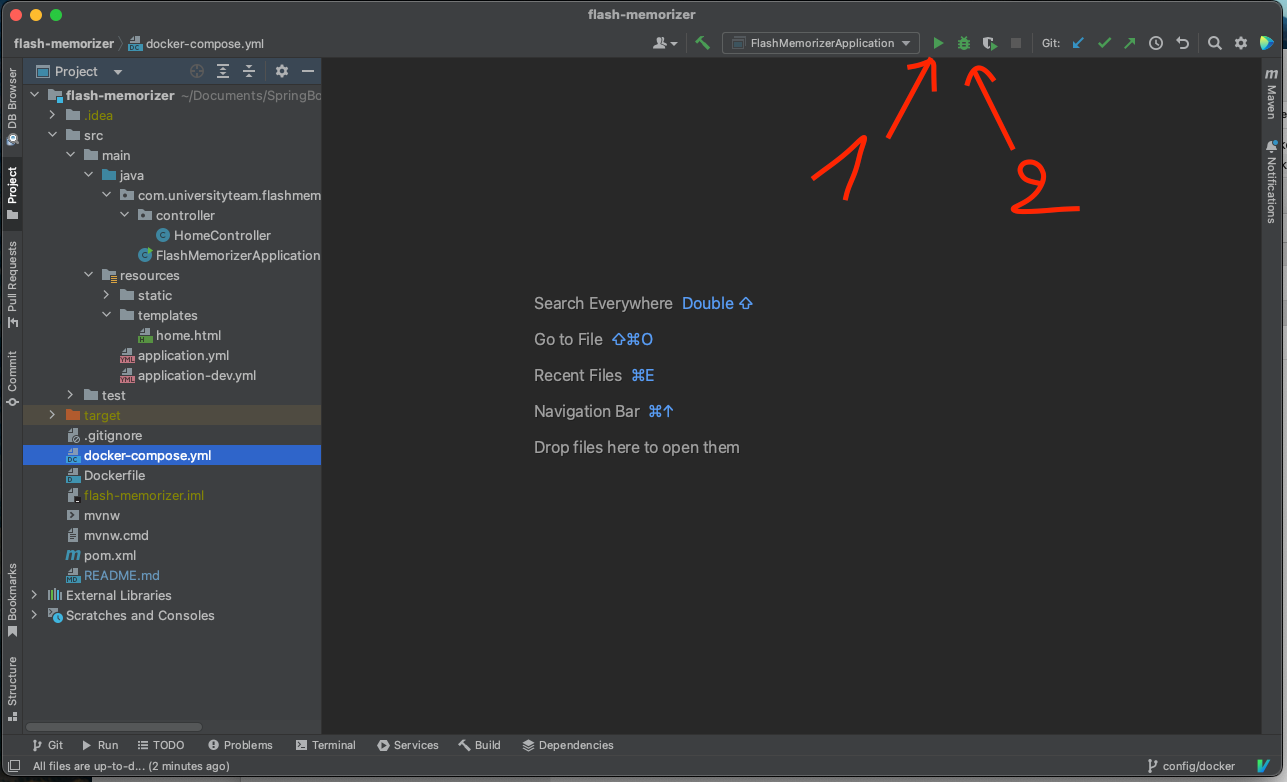 flash-memorizer
flash-memorizer
docker-compose.yml
FlashMemorizerApplication
Git:
Project
DB Browser
Project
Pull Requests
Commit
Bookmarks
Structure
flash-memorizer ~/Documents/SpringBo
.idea
src
main
java
com.universityteam.flashmem
controller
HomeController
FlashMemorizerApplication
resources
static
templates
home.html
application.yml
application-dev.yml
test
target
.gitignore
docker-compose.yml
Dockerfile
flash-memorizer.iml
mvnw
mvnw.cmd
pom.xml
README.md
External Libraries
Scratches and Consoles
1
2
Search Everywhere Double ⇧
Go to File ⇧⌘O
Recent Files ⌘E
Navigation Bar ⌘↑
Drop files here to open them
m
Maven
Notifications
Git
Run
TODO
Problems
Terminal
Services
Build
Dependencies
All files are up-to-d... (2 minutes ago)
config/docker